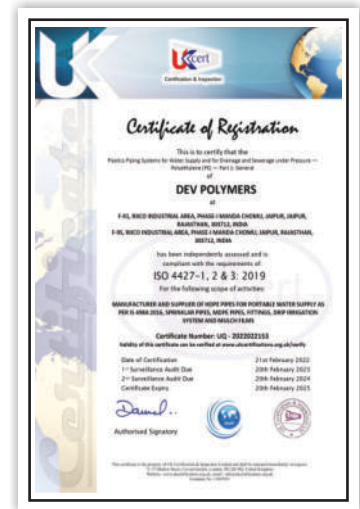 UK
UKcert
Certification & Inspection
Certificate of Registration
This is to certify that the
Plastics Piping Systems for Water Supply and for Drainage and Sewerage under Pressure —
Polyethylene (PE) — Part 1: General
of
DEV POLYMERS
at
F-95, RIICO INDUSTRIAL AREA, PHASE-I MANDA CHOMU, JAIPUR, JAIPUR,
RAJASTHAN, 303712, INDIA
F-95, RIICO INDUSTRIAL AREA, PHASE-I MANDA CHOMU, JAIPUR, RAJASTHAN,
303712, INDIA
has been independently assessed and is
compliant with the requirements of:
ISO 4427-1, 2 & 3: 2019
For the following scope of activities:
MANUFACTURER AND SUPPLIER OF HDPE PIPES FOR PORTABLE WATER SUPPLY AS
PER IS 4984:2016, SPRINKLAR PIPES, MDPE PIPES, FITTINGS, DRIP IRRIGATION
SYSTEM AND MULCH FILMS
Certificate Number: UQ - 2022022153
Validity of this certificate can be verified at www.ukcertifications.org.uk/verify
Date of Certification 21st February 2022
1st Surveillance Audit Due 20th February 2023
2nd Surveillance Audit Due 20th February 2024
Certificate Expiry 20th February 2025
Authorised Signatory
Certificate